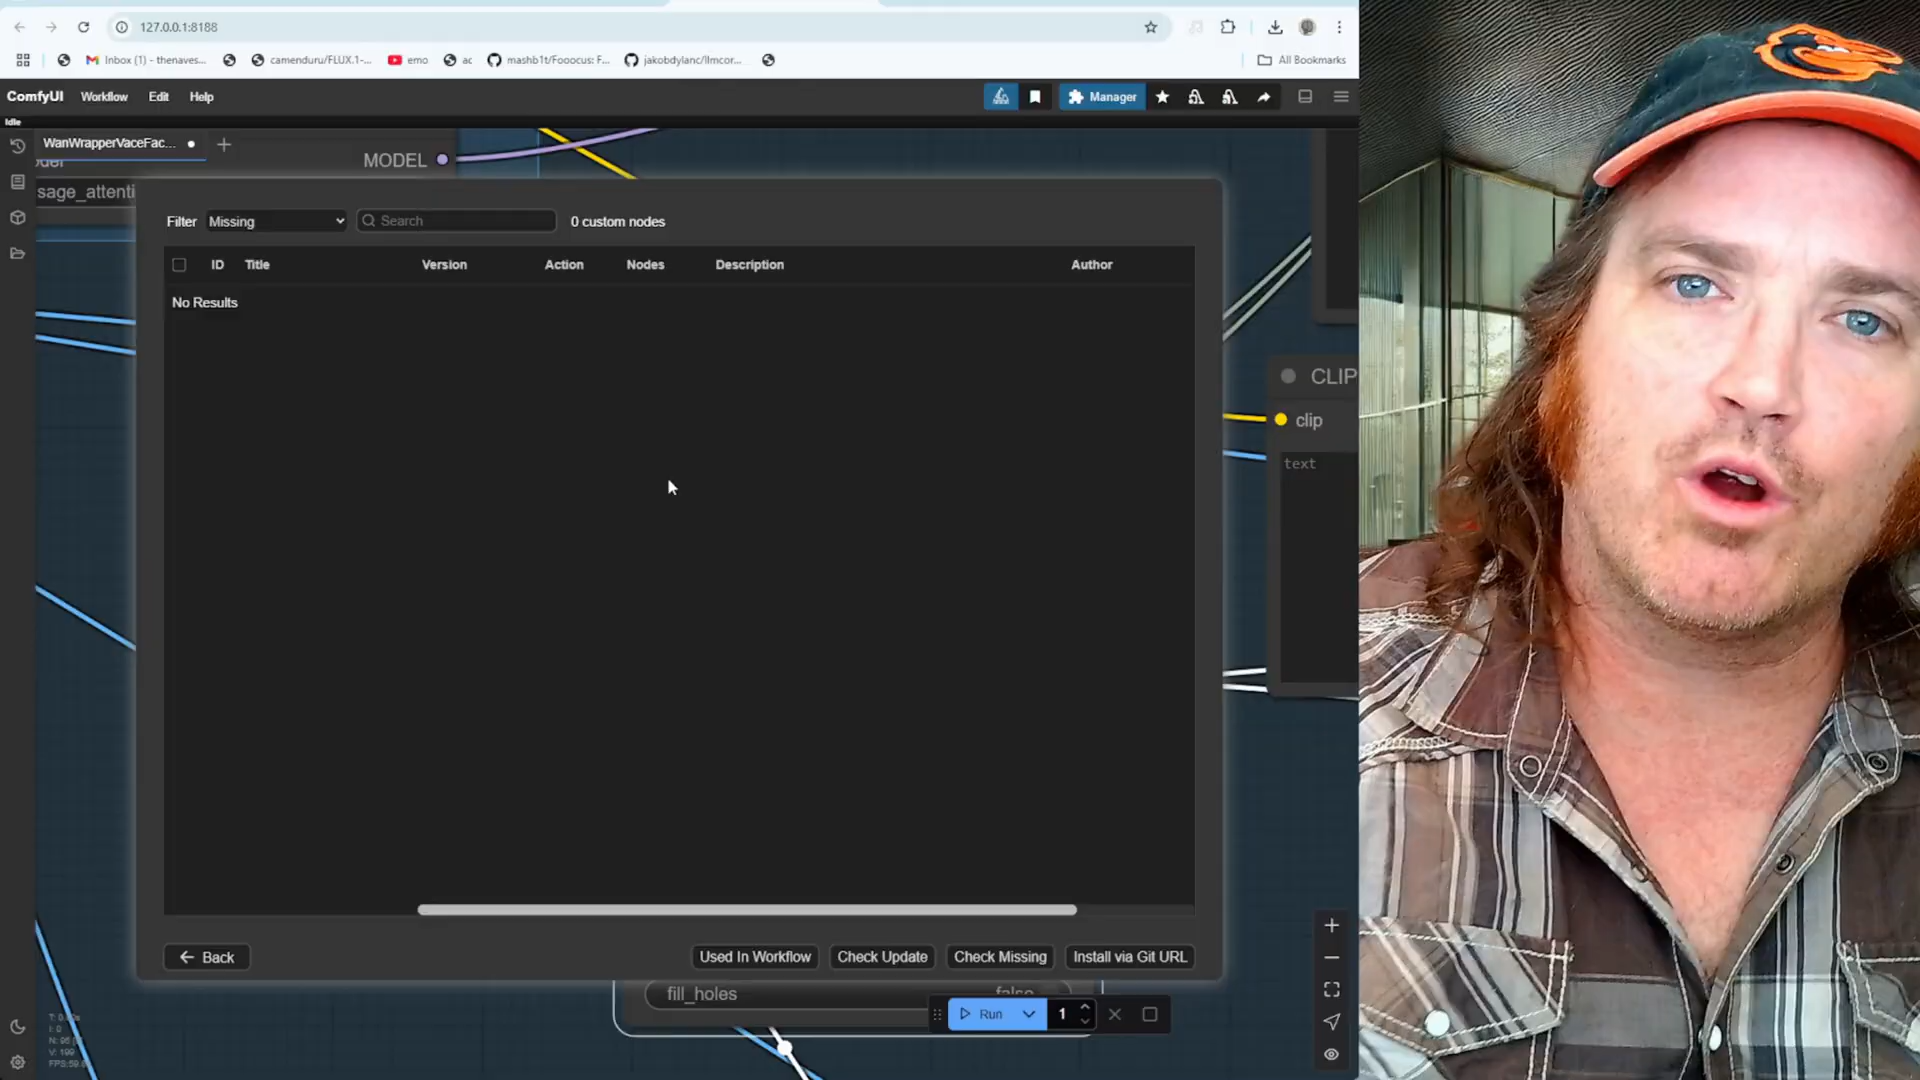 127.0.0.1:8188
Inbox (1) - thenaves...
camenduru/FLUX.1-...
emo
ac
mashb1t/Fooocus: F...
jakobdylanc/llmcor...
All Bookmarks
ComfyUI
Workflow
Edit
Help
Manager
Idle
WanWrapperVaceFac...
MODEL
sage_attenti
Filter
Missing
Search
0 custom nodes
ID
Title
Version
Action
Nodes
Description
Author
No Results
CLIP
clip
text
Back
Used In Workflow
Check Update
Check Missing
Install via Git URL
fill_holes
false
Run
1